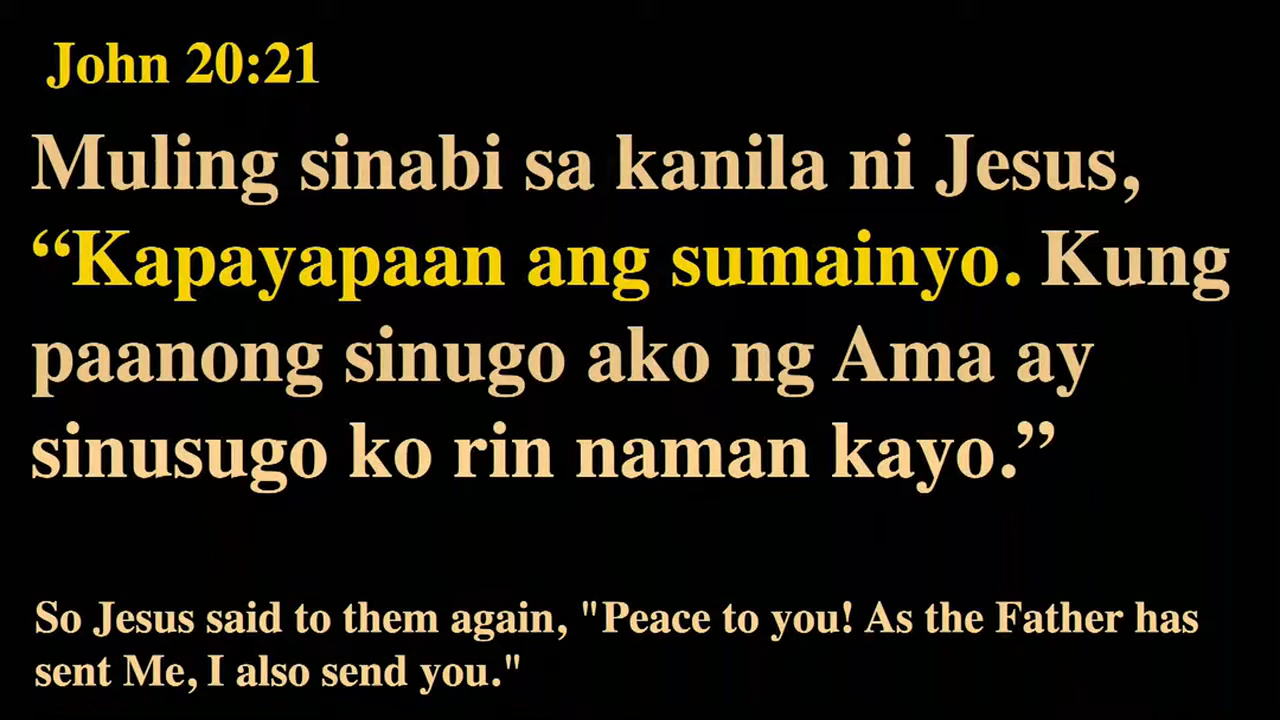 John 20:21
Muling sinabi sa kanila ni Jesus,
“Kapayapaan ang sumainyo. Kung
paanong sinugo ako ng Ama ay
sinusugo ko rin naman kayo.”
So Jesus said to them again, "Peace to you! As the Father has
sent Me, I also send you."